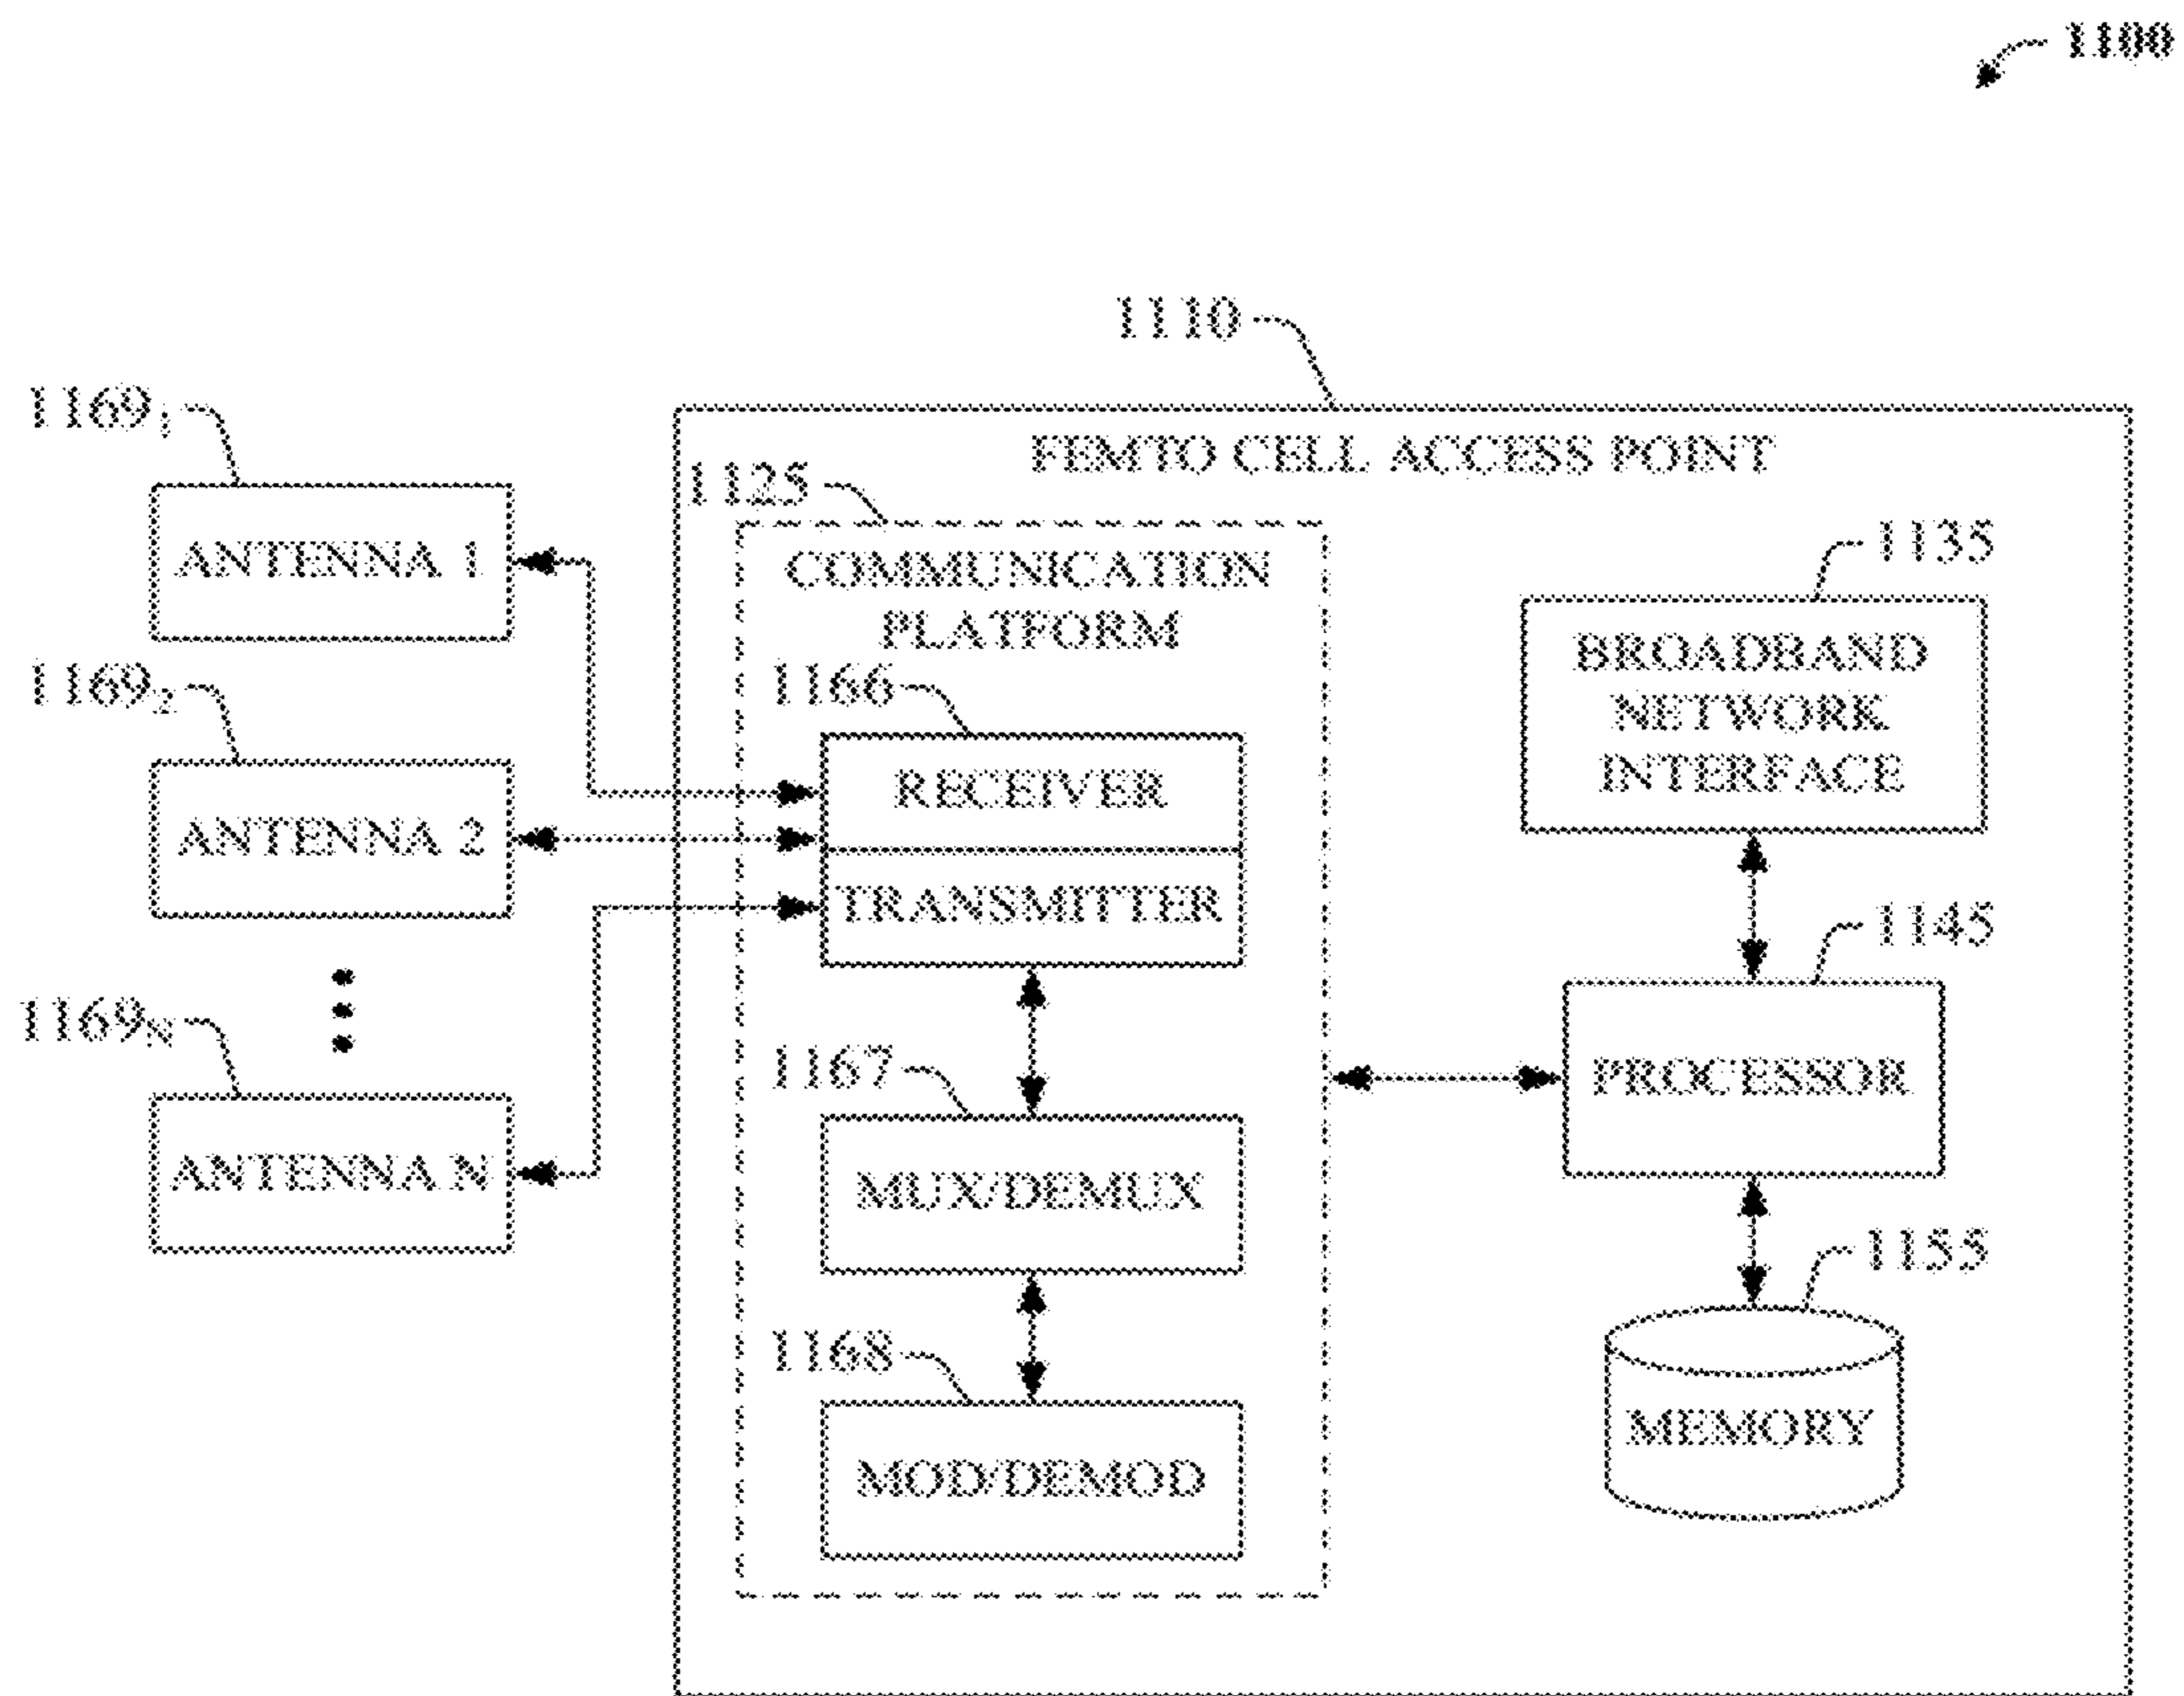 1100
1110
FEMTO CELL ACCESS POINT
1169₁
ANTENNA 1
1169₂
ANTENNA 2
1169N
ANTENNA N
1125
COMMUNICATION
PLATFORM
1166
RECEIVER
TRANSMITTER
1167
MUX/DEMUX
1168
MOD/DEMOD
1135
BROADBAND
NETWORK
INTERFACE
1145
PROCESSOR
1155
MEMORY